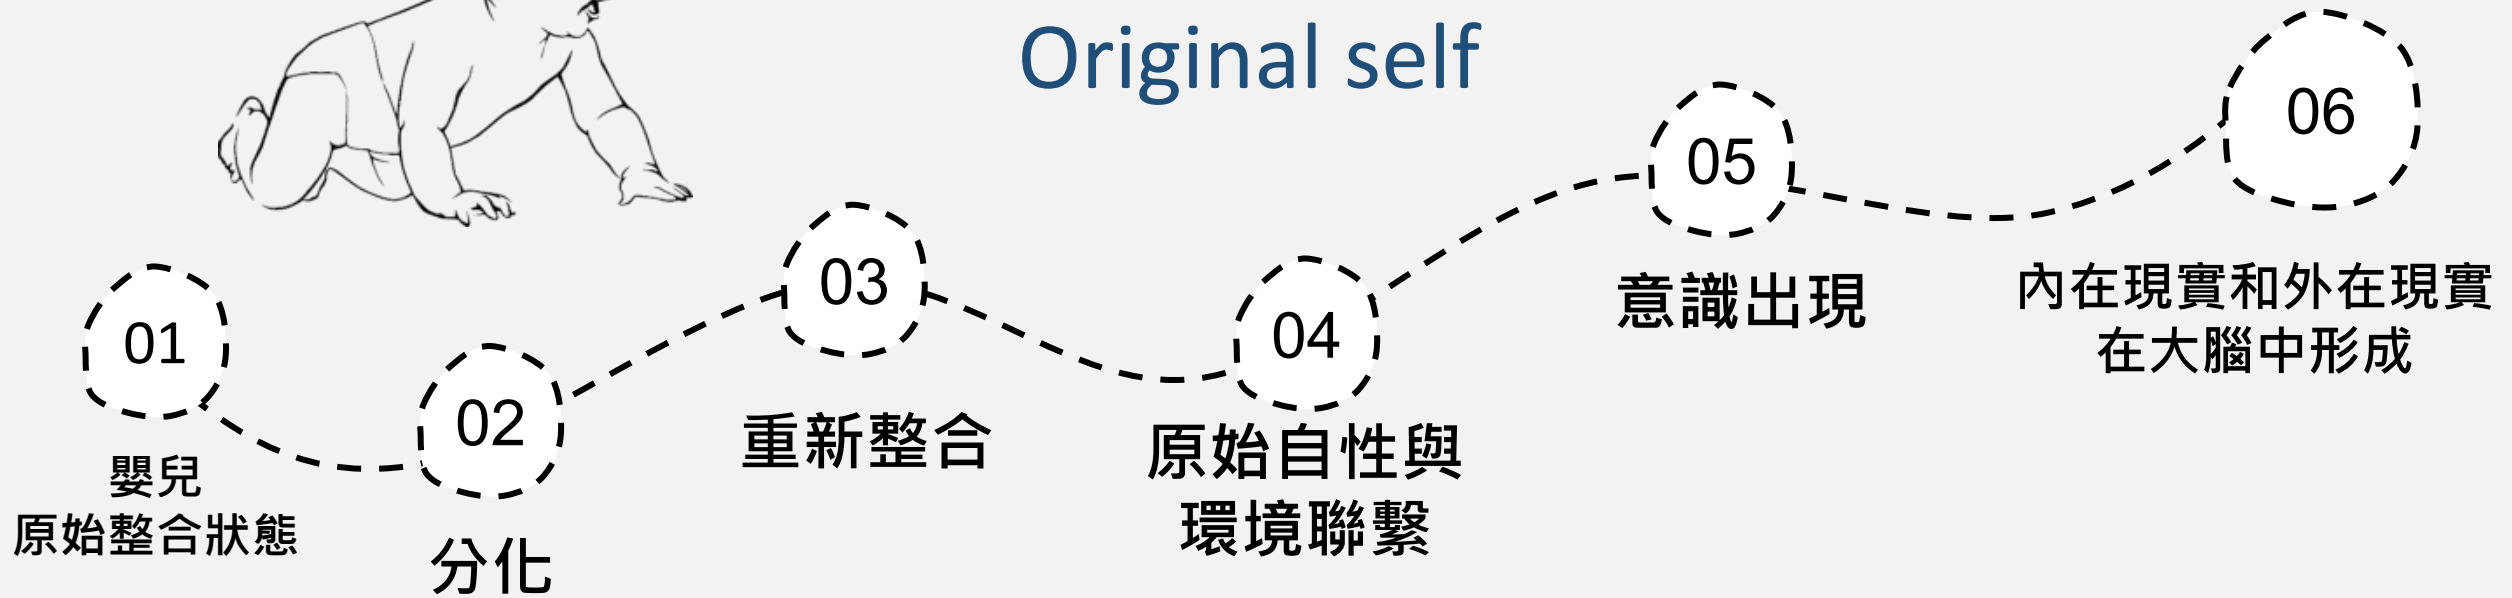 Original self
01
嬰兒
原始整合狀態
02
分化
03
重新整合
04
原始自性與
環境聯繫
05
意識出現
06
內在現實和外在現實
在大腦中形成